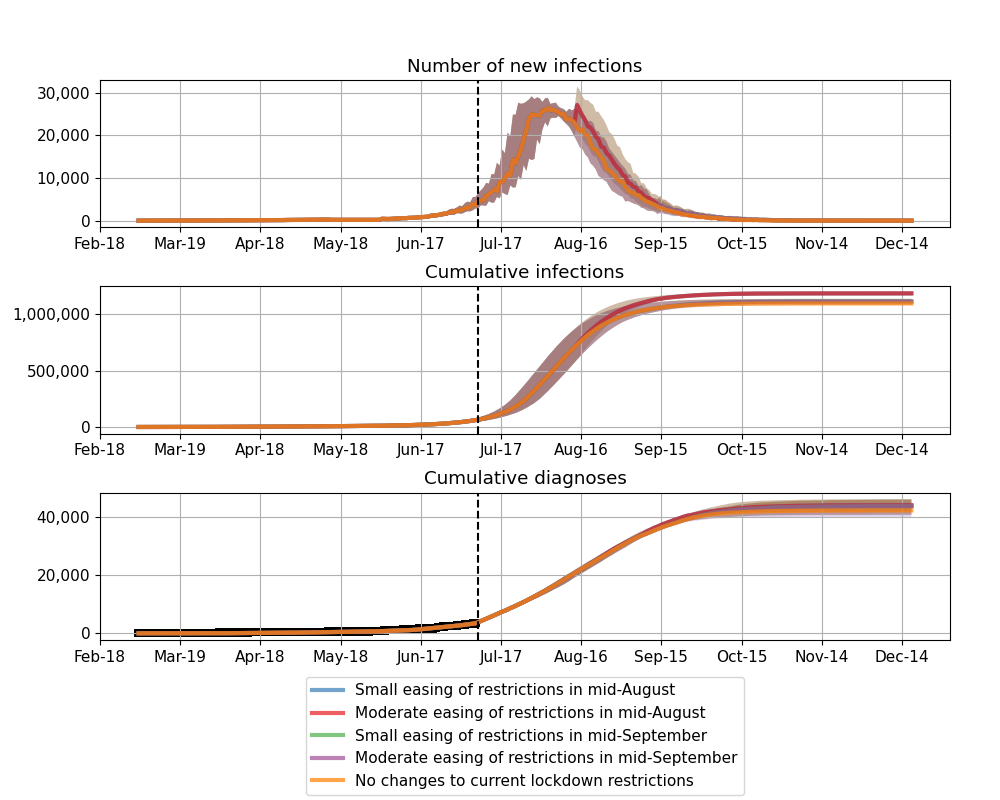 Number of new infections
30,000
20,000
10,000
0
Feb-18 Mar-19 Apr-18 May-18 Jun-17 Jul-17 Aug-16 Sep-15 Oct-15 Nov-14 Dec-14
Cumulative infections
1,000,000
500,000
0
Feb-18 Mar-19 Apr-18 May-18 Jun-17 Jul-17 Aug-16 Sep-15 Oct-15 Nov-14 Dec-14
Cumulative diagnoses
40,000
20,000
0
Feb-18 Mar-19 Apr-18 May-18 Jun-17 Jul-17 Aug-16 Sep-15 Oct-15 Nov-14 Dec-14
Small easing of restrictions in mid-August
Moderate easing of restrictions in mid-August
Small easing of restrictions in mid-September
Moderate easing of restrictions in mid-September
No changes to current lockdown restrictions